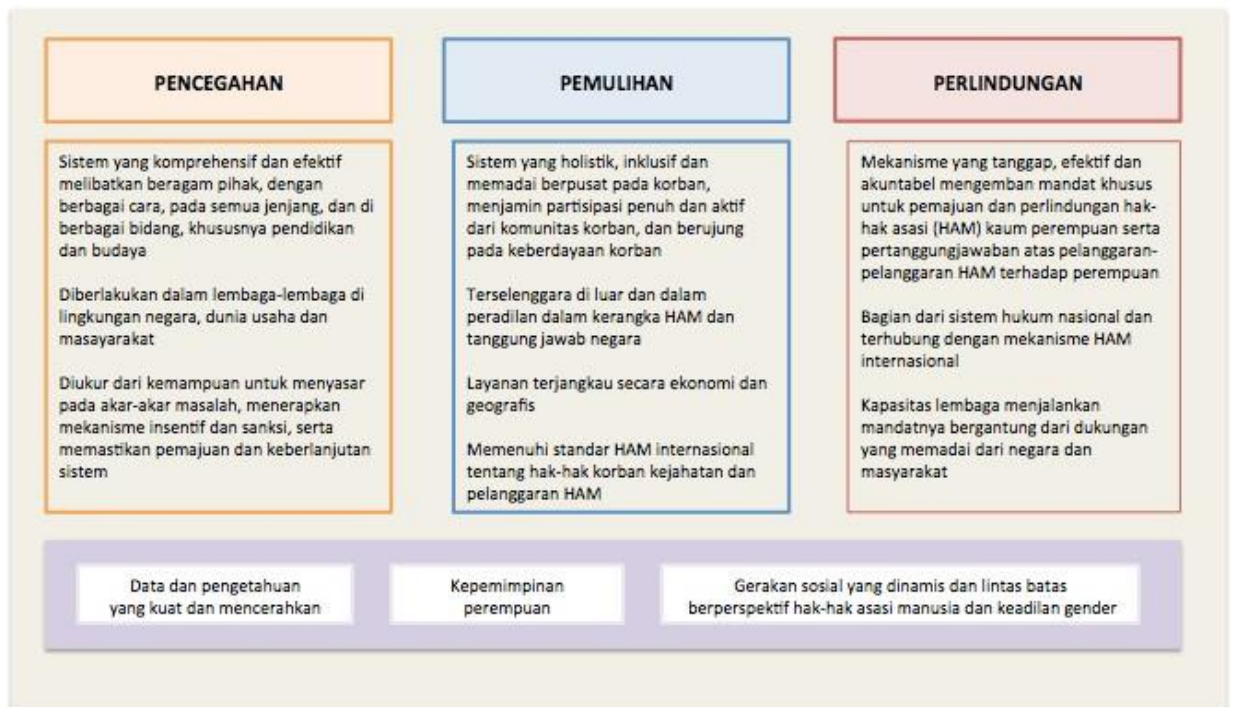 PENCEGAHAN
Sistem yang komprehensif dan efektif
melibatkan beragam pihak, dengan
berbagai cara, pada semua jenjang, dan di
berbagai bidang, khususnya pendidikan
dan budaya
Diberlakukan dalam lembaga-lembaga di
lingkungan negara, dunia usaha dan
masayarakat
Diukur dari kemampuan untuk menyasar
pada akar-akar masalah, menerapkan
mekanisme insentif dan sanksi, serta
memastikan pemajuan dan keberlanjutan
sistem
PEMULIHAN
Sistem yang holistik, inklusif dan
memadai berpusat pada korban,
menjamin partisipasi penuh dan aktif
dari komunitas korban, dan berujung
pada keberdayaan korban
Terselenggara di luar dan dalam
peradilan dalam kerangka HAM dan
tanggung jawab negara
Layanan terjangkau secara ekonomi dan
geografis
Memenuhi standar HAM internasional
tentang hak-hak korban kejahatan dan
pelanggaran HAM
PERLINDUNGAN
Mekanisme yang tanggap, efektif dan
akuntabel mengemban mandat khusus
untuk pemajuan dan perlindungan hak-
hak asasi (HAM) kaum perempuan serta
pertanggungjawaban atas pelanggaran-
pelanggaran HAM terhadap perempuan
Bagian dari sistem hukum nasional dan
terhubung dengan mekanisme HAM
internasional
Kapasitas lembaga menjalankan
mandatnya bergantung dari dukungan
yang memadai dari negara dan
masyarakat
Data dan pengetahuan
yang kuat dan mencerahkan
Kepemimpinan
perempuan
Gerakan sosial yang dinamis dan lintas batas
berperspektif hak-hak asasi manusia dan keadilan gender